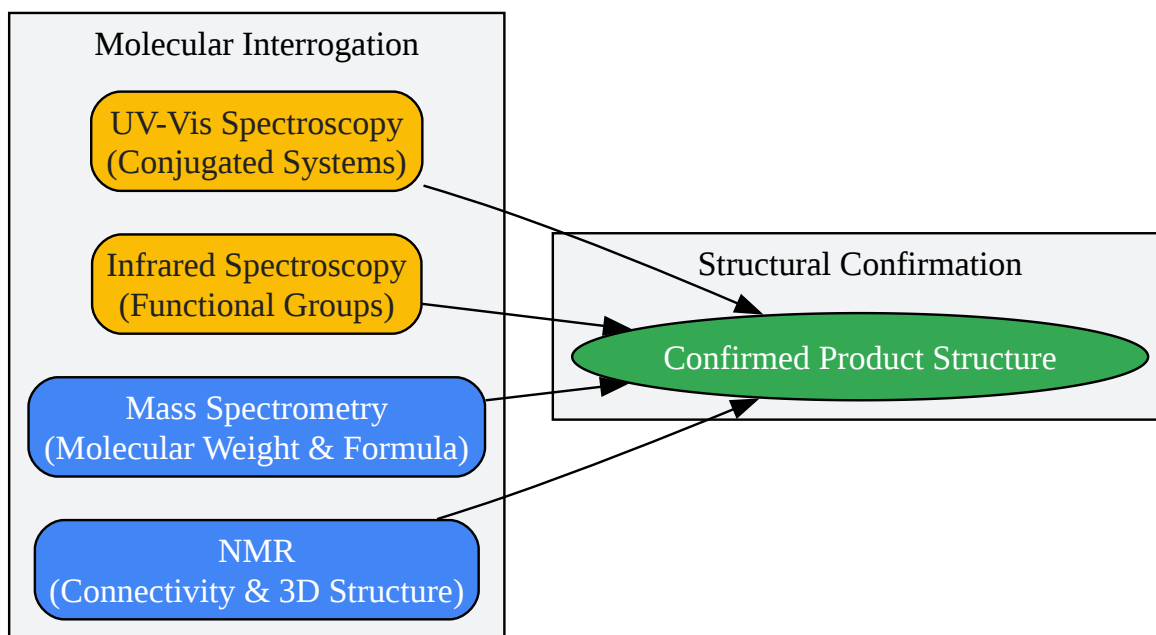 Molecular Interrogation
UV-Vis Spectroscopy
(Conjugated Systems)
Infrared Spectroscopy
(Functional Groups)
Mass Spectrometry
(Molecular Weight & Formula)
NMR
(Connectivity & 3D Structure)
Structural Confirmation
Confirmed Product Structure